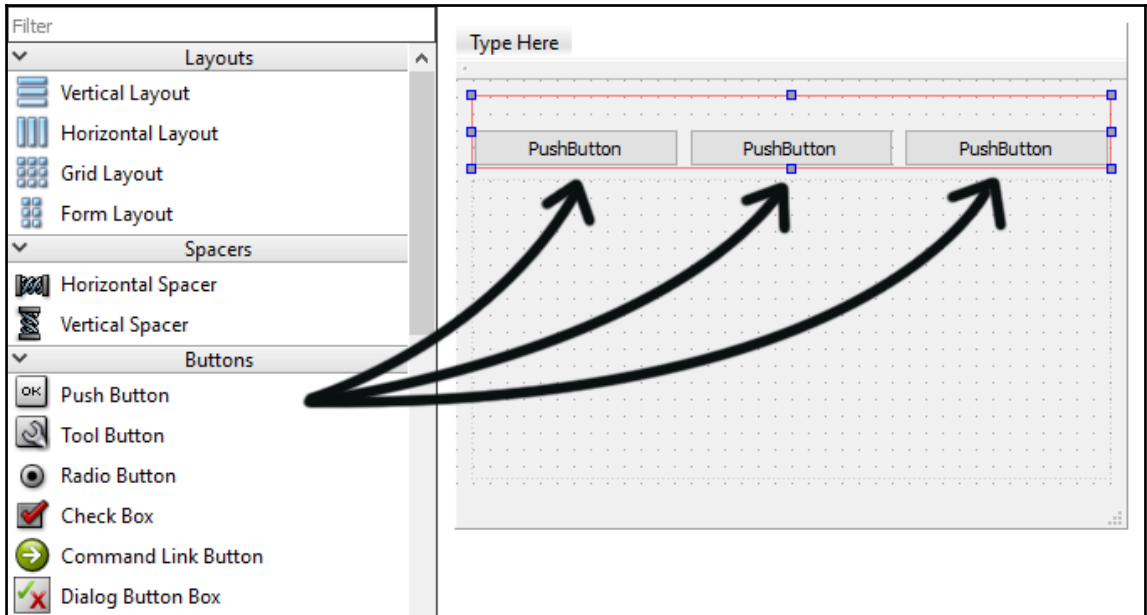 Filter
Layouts
Vertical Layout
Horizontal Layout
Grid Layout
Form Layout
Spacers
Horizontal Spacer
Vertical Spacer
Buttons
OK Push Button
Tool Button
Radio Button
Check Box
Command Link Button
Dialog Button Box
Type Here
PushButton PushButton PushButton